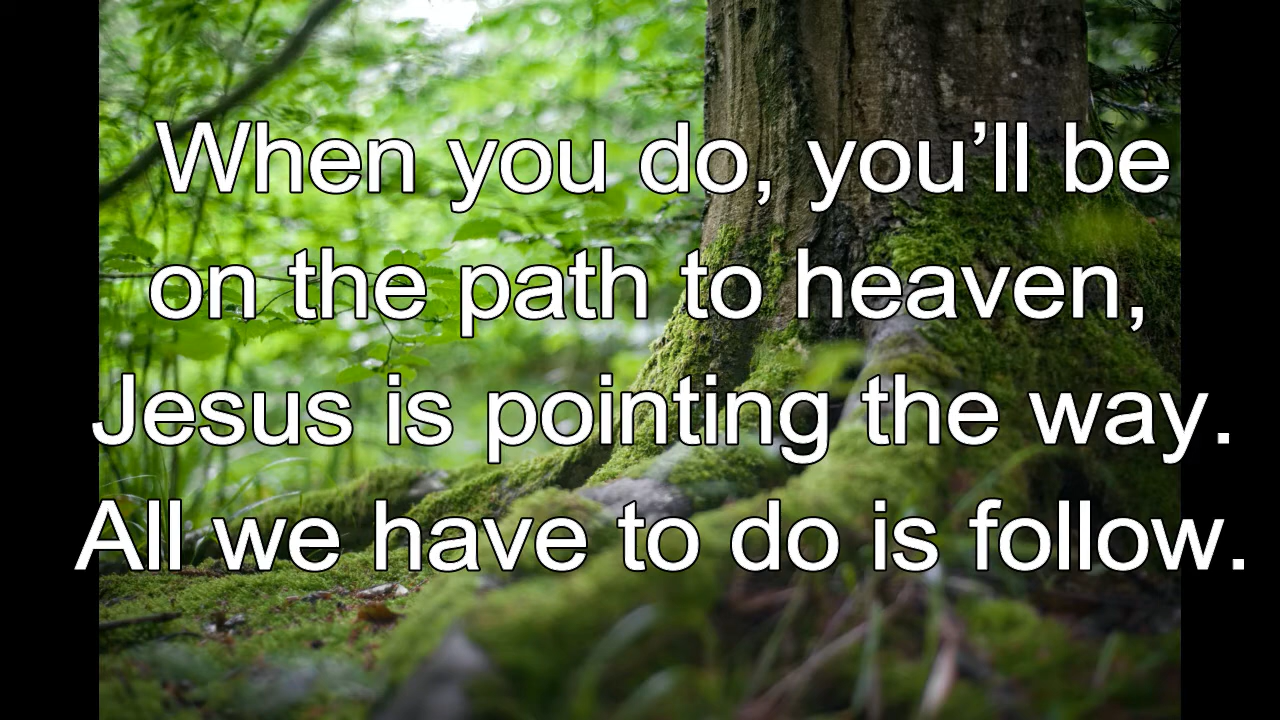 When you do, you’ll be
on the path to heaven,
Jesus is pointing the way.
All we have to do is follow.